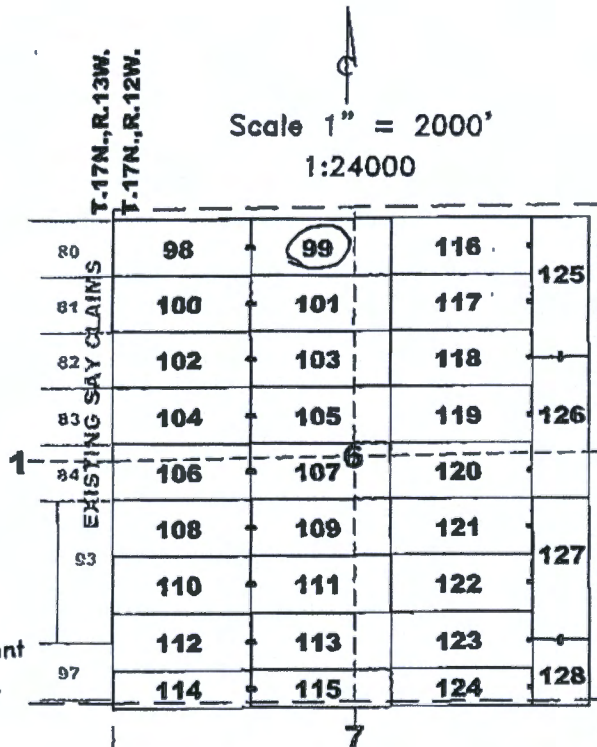 T.17N.,R.13W.
T.17N.,R.12W.
Scale 1" = 2000'
1:24000
EXISTING SAY CLAIMS
80 98 99 116 125
81 100 101 117
82 102 103 118
83 104 105 119 126
1 84 106 107 6 120
93 108 109 121 127
110 111 122
112 113 123
97 114 115 124 128
7